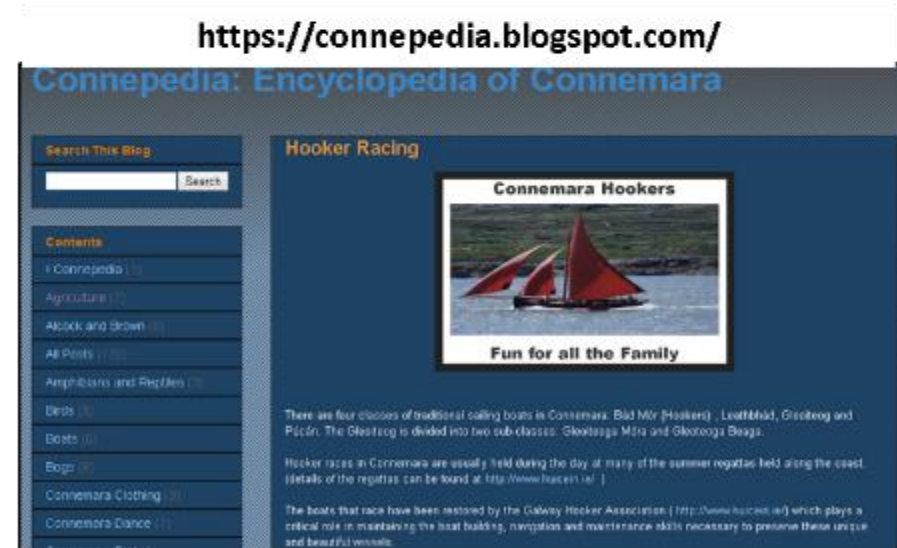 https://connepedia.blogspot.com/
Connepedia: Encyclopedia of Connemara
Search This Blog
Search
Contents
Connepedia
Agriculture
Alcock and Brown
All Posts
Amphibians and Reptiles
Birds
Boats
Bogs
Connemara Clothing
Connemara Dance
Hooker Racing
Connemara Hookers
Fun for all the Family
There are four classes of traditional sailing boats in Connemara: Bád Mór (Hookers) , Leathbhád, Gleoiteog and
Púcán. The Gleoiteog is divided into two sub-classes: Gleoiteoga Móra and Gleoteoga Beaga.
Hooker races in Connemara are usually held during the day at many of the summer regattas held along the coast.
(details of the regattas can be found at )
The boats that race have been restored by the Galway Hooker Association ( which plays a
critical role in maintaining the boat building, navigation and maintenance skills necessary to preserve these unique
and beautiful vessels.